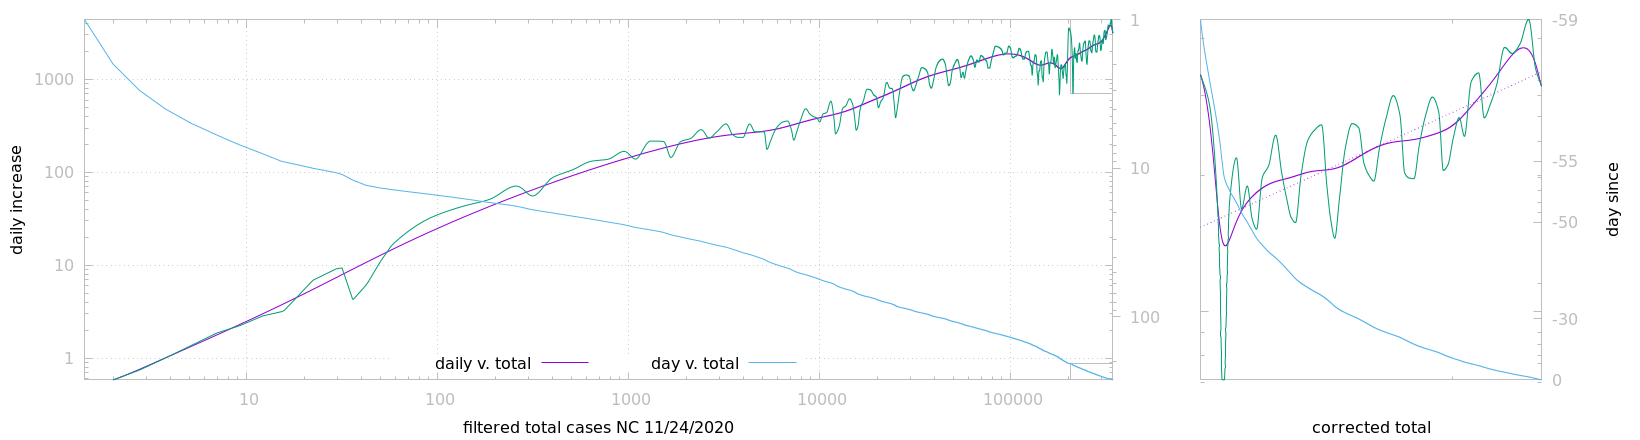 daily increase
1000
100
10
1
daily v. total
day v. total
10
100
1000
10000
100000
filtered total cases NC 11/24/2020
1
10
100
-59
-55
-50
-30
0
day since
corrected total